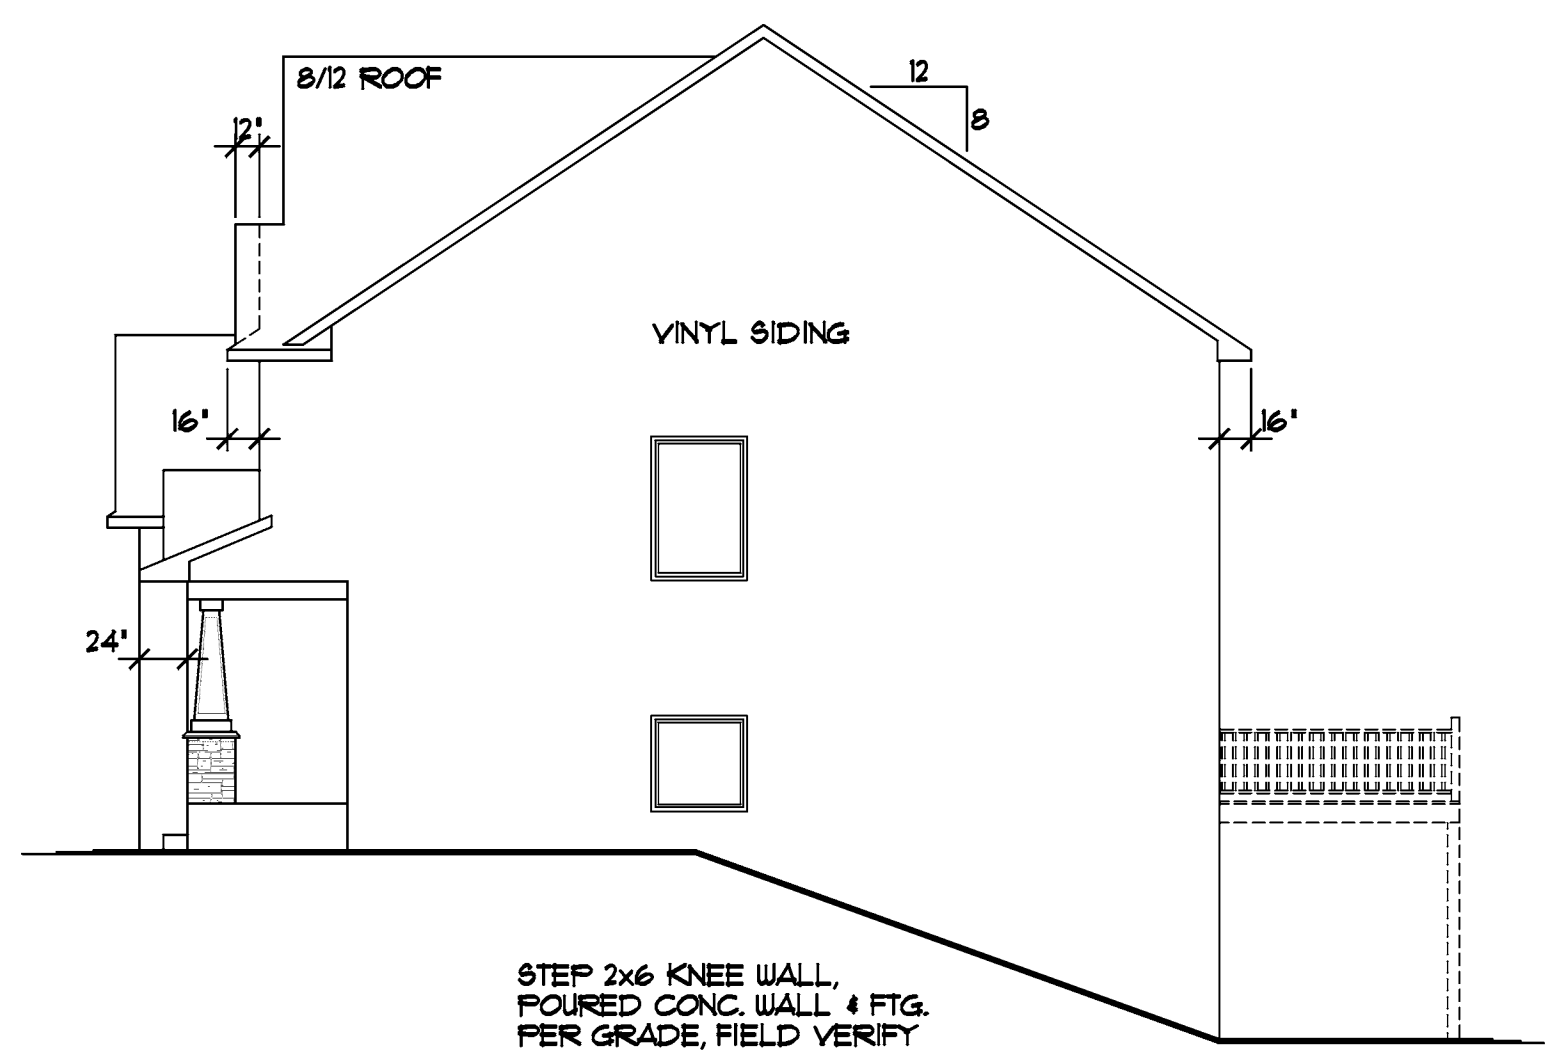 8/12 ROOF
12
8
12"
VINYL SIDING
16"
16"
24"
STEP 2x6 KNEE WALL,
POURED CONC. WALL & FTG.
PER GRADE, FIELD VERIFY